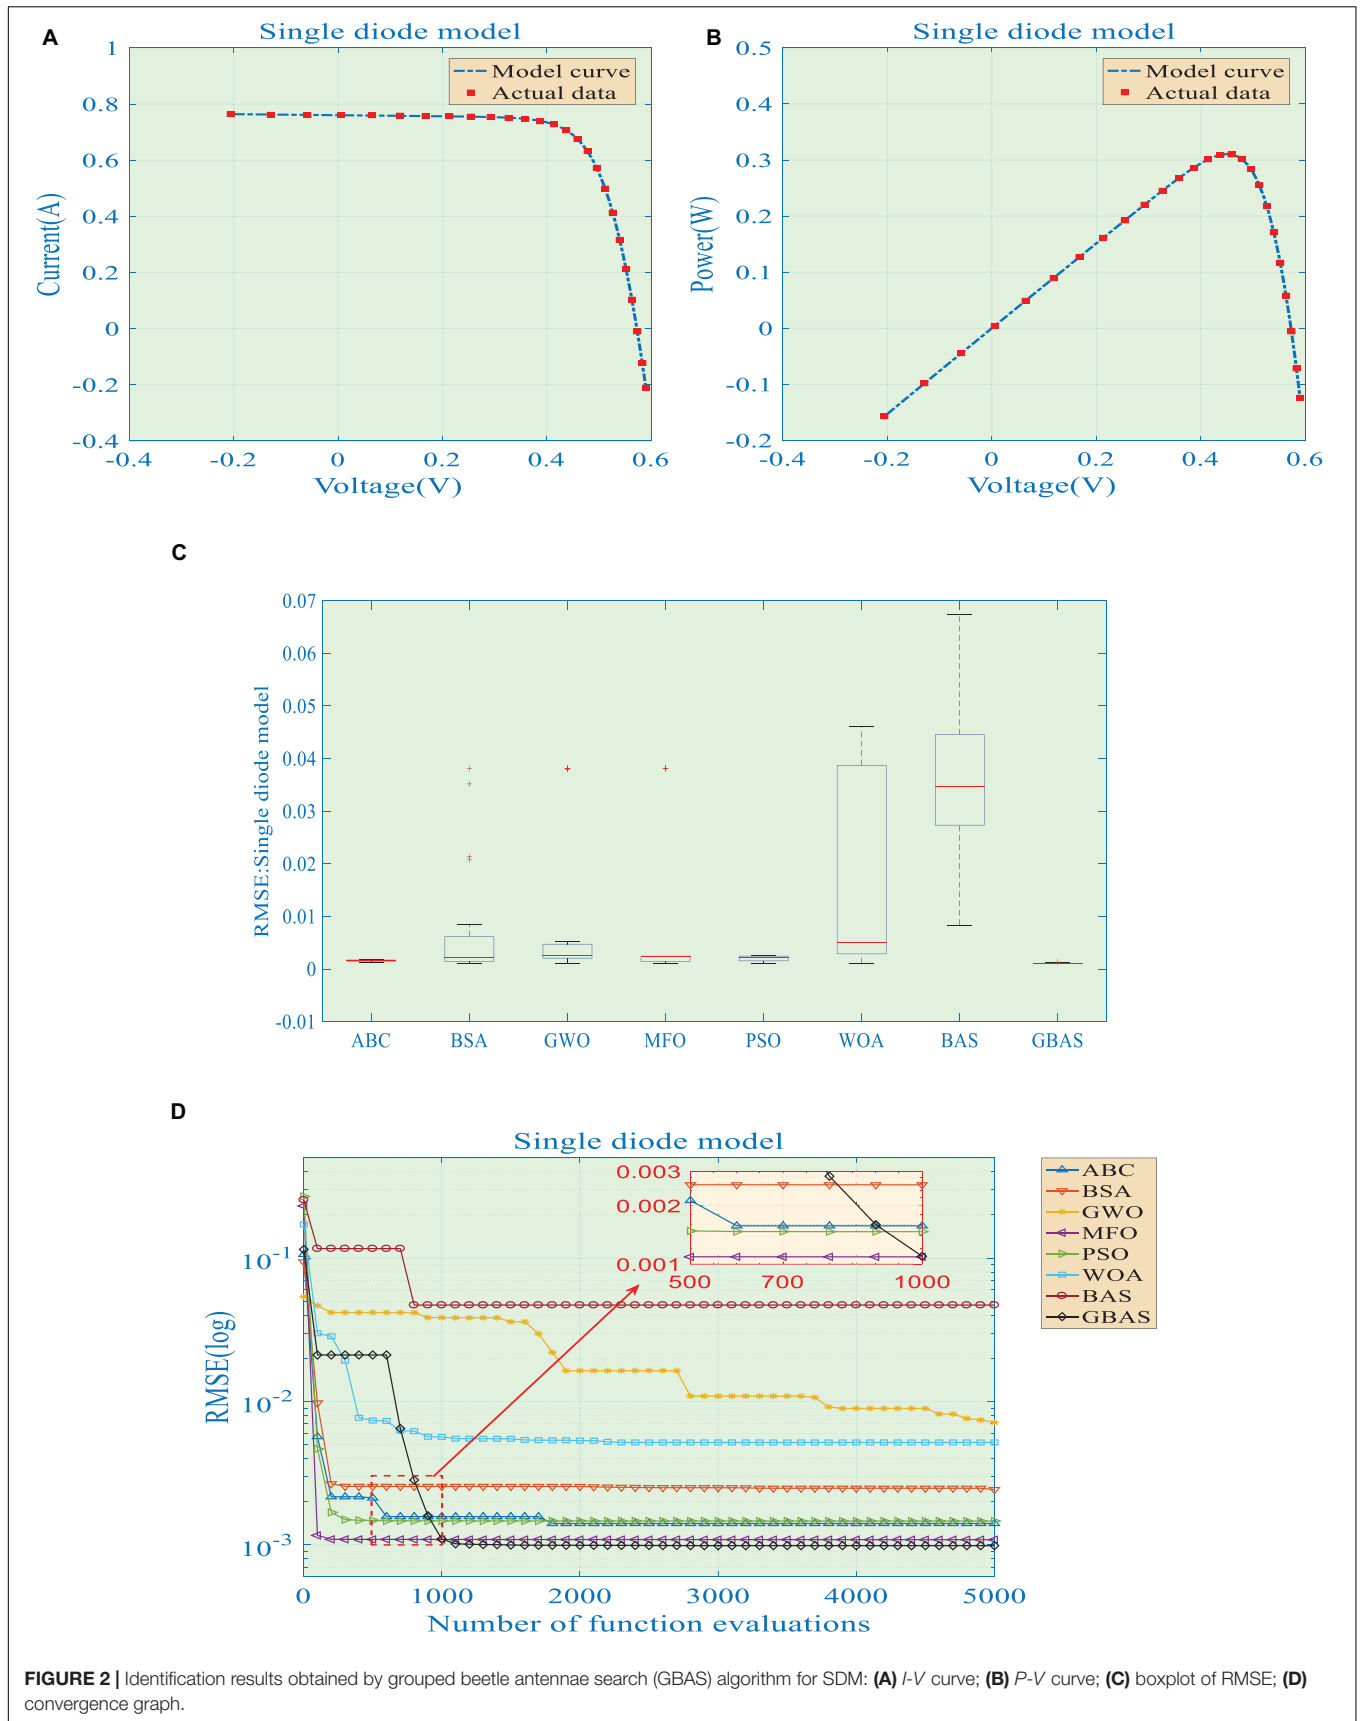 A
Single diode model
1
0.8
0.6
0.4
0.2
0
-0.2
-0.4
Current(A)
Model curve
Actual data
-0.4 -0.2 0 0.2 0.4 0.6
Voltage(V)
B
Single diode model
0.5
0.4
0.3
0.2
0.1
0
-0.1
-0.2
Power(W)
Model curve
Actual data
-0.4 -0.2 0 0.2 0.4 0.6
Voltage(V)
C
0.07
0.06
0.05
0.04
0.03
0.02
0.01
0
-0.01
RMSE:Single diode model
ABC BSA GWO MFO PSO WOA BAS GBAS
D
Single diode model
10-1
10-2
10-3
RMSE(log)
0.003
0.002
0.001
500 700 1000
ABC
BSA
GWO
MFO
PSO
WOA
BAS
GBAS
0 1000 2000 3000 4000 5000
Number of function evaluations
FIGURE 2 | Identification results obtained by grouped beetle antennae search (GBAS) algorithm for SDM: (A) I-V curve; (B) P-V curve; (C) boxplot of RMSE; (D)
convergence graph.